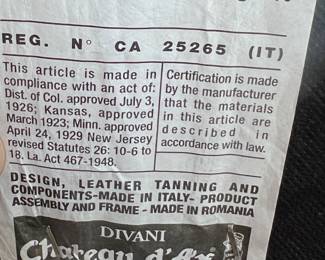 REG. N° CA 25265 (IT)
This article is made in
compliance with an act of:
Dist. of Col. approved July 3,
1926; Kansas, approved
March 1923; Minn. approved
April 24, 1929 New Jersey
revised Statutes 26: 10-6 to
18. La. Act 467-1948.
Certification is made
by the manufacturer
that the materials
in this article are
described in
accordance with law.
DESIGN, LEATHER TANNING AND
COMPONENTS-MADE IN ITALY- PRODUCT
ASSEMBLY AND FRAME - MADE IN ROMANIA
DIVANI
Chateau d'Ax